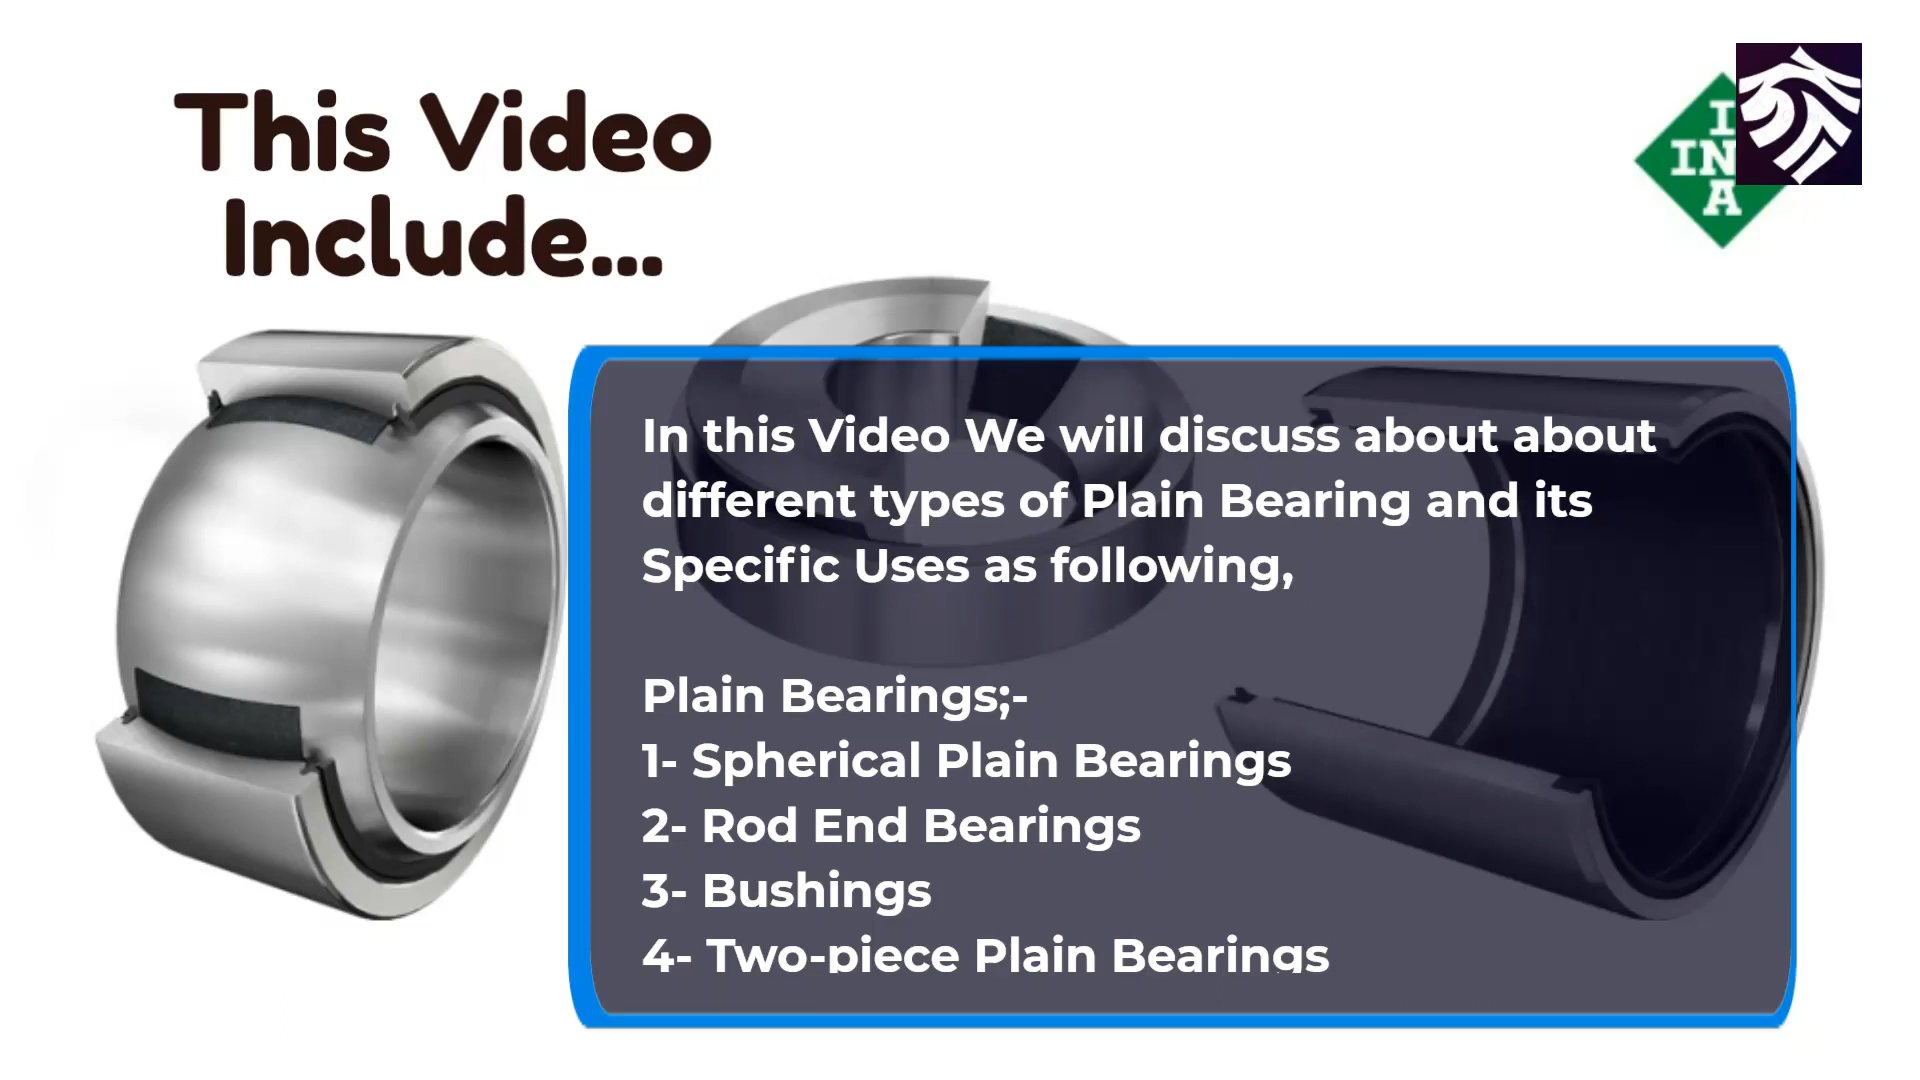 This Video
Include...
I
INA
A
In this Video We will discuss about about
different types of Plain Bearing and its
Specific Uses as following,
Plain Bearings;-
1- Spherical Plain Bearings
2- Rod End Bearings
3- Bushings
4- Two-piece Plain Bearings